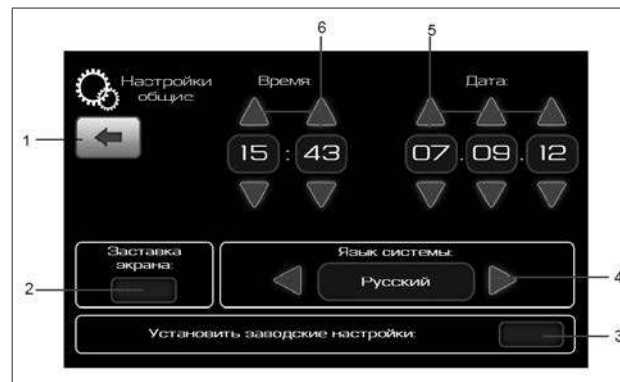 6
5
Настройки
общие:
Время:
Дата:
1
15 : 43
07.09.12
Заставка
экрана:
Язык системы:
2
Русский
4
Установить заводские настройки:
3